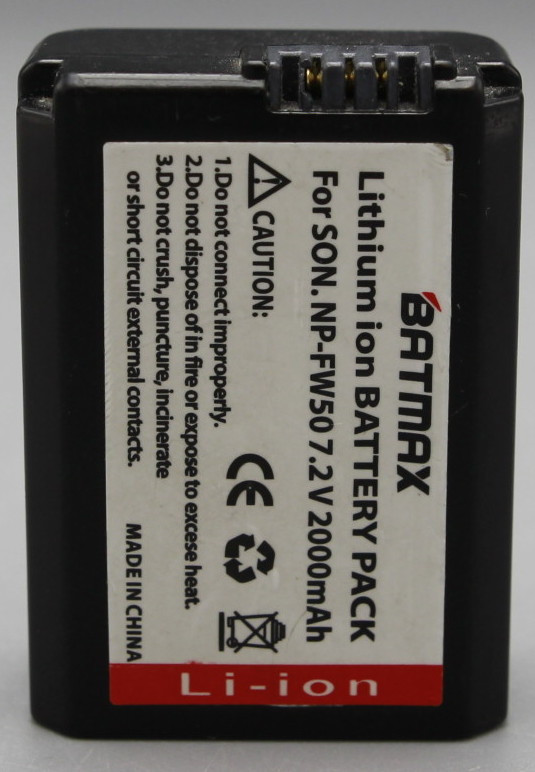 BATMAX
Lithium ion BATTERY PACK
For SON. NP-FW50 7.2V 2000mAh
CAUTION:
1.Do not connect improperly.
2.Do not dispose of in fire or expose to excese heat.
3.Do not crush, puncture, incinerate
or short circuit external contacts.
MADE IN CHINA
CE
Li-ion